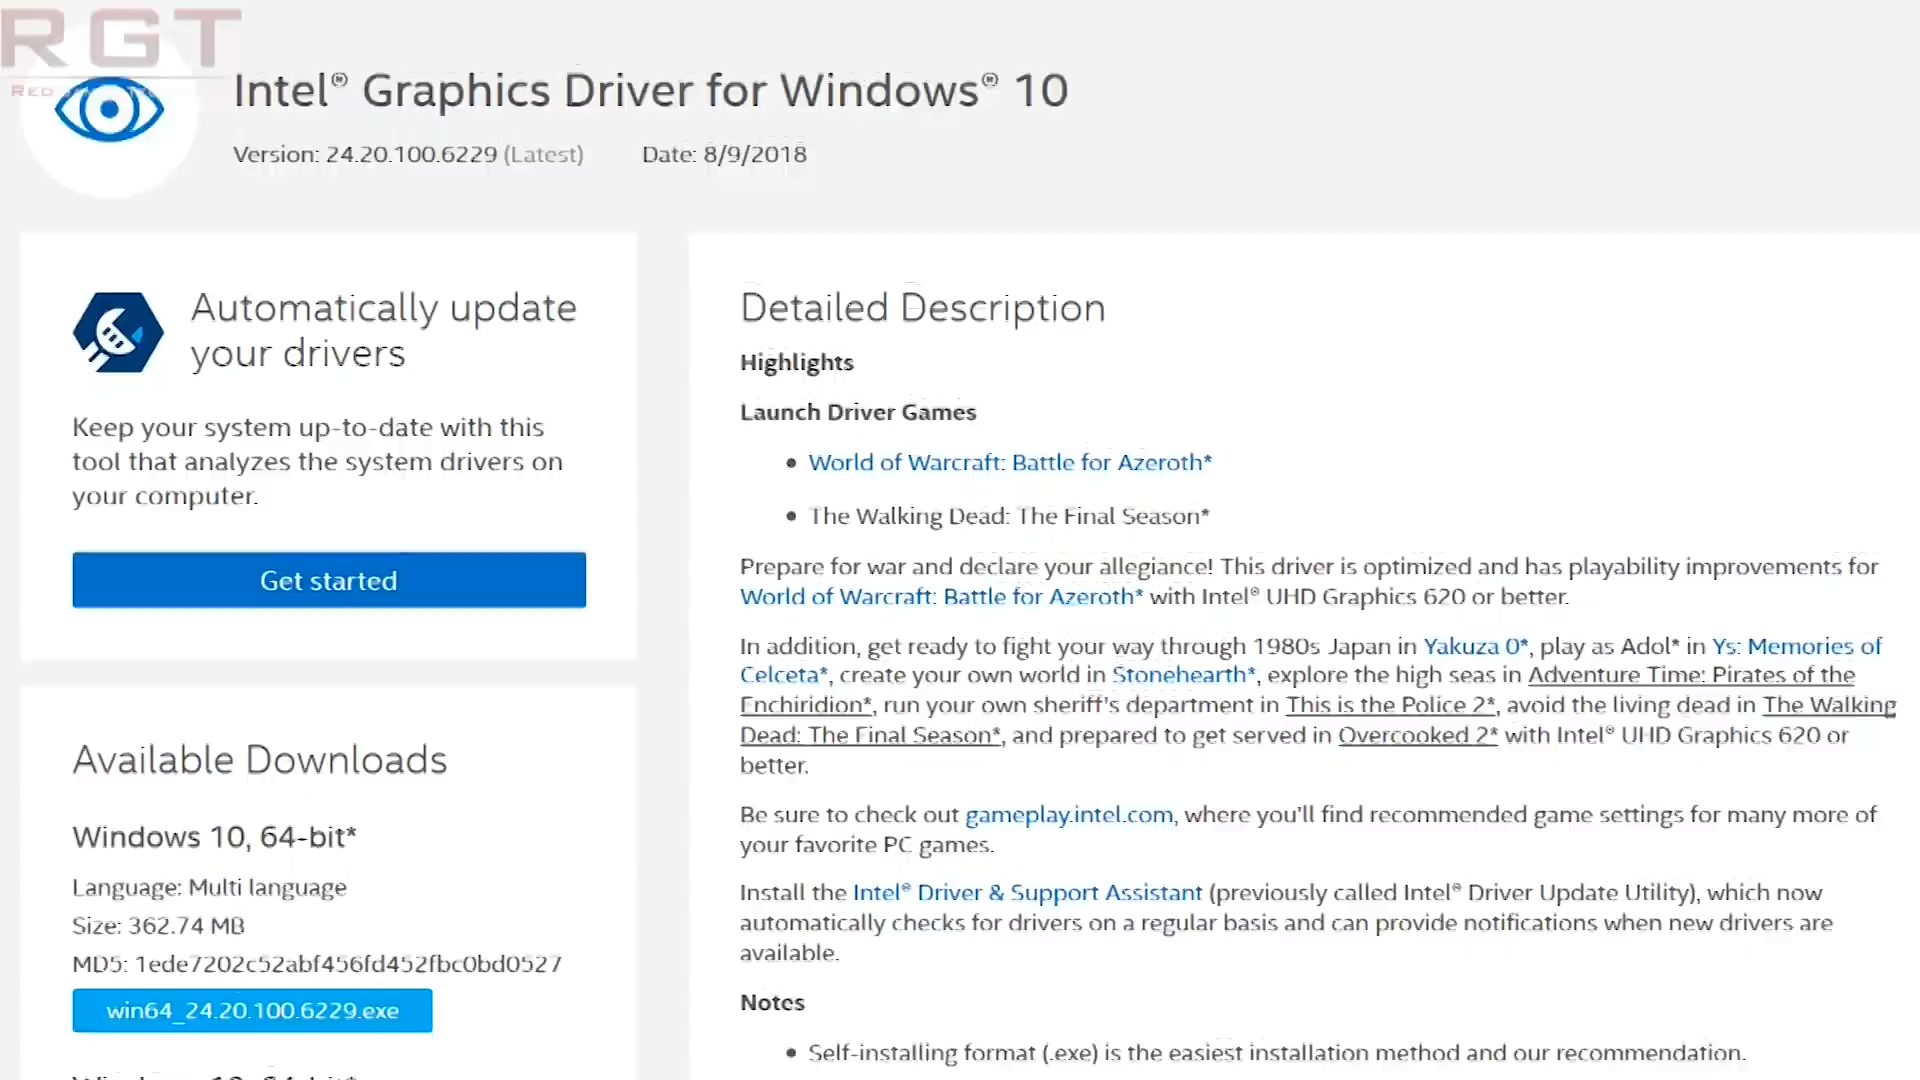 RGT
Intel® Graphics Driver for Windows® 10
Version: 24.20.100.6229 (Latest) Date: 8/9/2018
Automatically update
your drivers
Keep your system up-to-date with this
tool that analyzes the system drivers on
your computer.
Get started
Available Downloads
Windows 10, 64-bit*
Language: Multi language
Size: 362.74 MB
MD5: 1ede7202c52abf456fd452fbc0bd0527
win64_24.20.100.6229.exe
Detailed Description
Highlights
Launch Driver Games
• World of Warcraft: Battle for Azeroth*
• The Walking Dead: The Final Season*
Prepare for war and declare your allegiance! This driver is optimized and has playability improvements for
World of Warcraft: Battle for Azeroth* with Intel® UHD Graphics 620 or better.
In addition, get ready to fight your way through 1980s Japan in Yakuza 0*, play as Adol* in Ys: Memories of
Celceta*, create your own world in Stonehearth*, explore the high seas in Adventure Time: Pirates of the
Enchiridion*, run your own sheriff's department in This is the Police 2*, avoid the living dead in The Walking
Dead: The Final Season*, and prepared to get served in Overcooked 2* with Intel® UHD Graphics 620 or
better.
Be sure to check out gameplay.intel.com, where you'll find recommended game settings for many more of
your favorite PC games.
Install the Intel® Driver & Support Assistant (previously called Intel® Driver Update Utility), which now
automatically checks for drivers on a regular basis and can provide notifications when new drivers are
available.
Notes
• Self-installing format (.exe) is the easiest installation method and our recommendation.